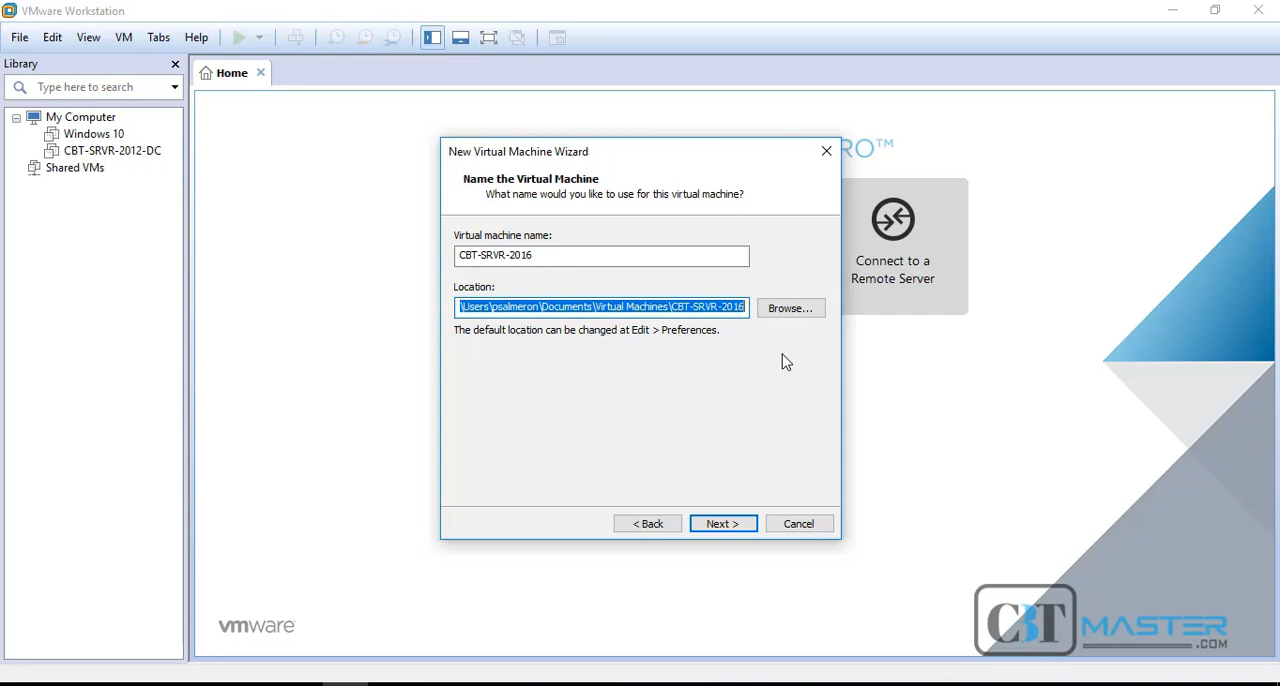 VMware Workstation
File Edit View VM Tabs Help
Library
Home
Type here to search
My Computer
Windows 10
CBT-SRVR-2012-DC
Shared VMs
RO™
New Virtual Machine Wizard
Name the Virtual Machine
What name would you like to use for this virtual machine?
Virtual machine name:
CBT-SRVR-2016
Location:
\Users\psalmeron\Documents\Virtual Machines\CBT-SRVR-2016
Browse...
The default location can be changed at Edit > Preferences.
Connect to a
Remote Server
< Back Next > Cancel
vmware
CBT MASTER
.COM